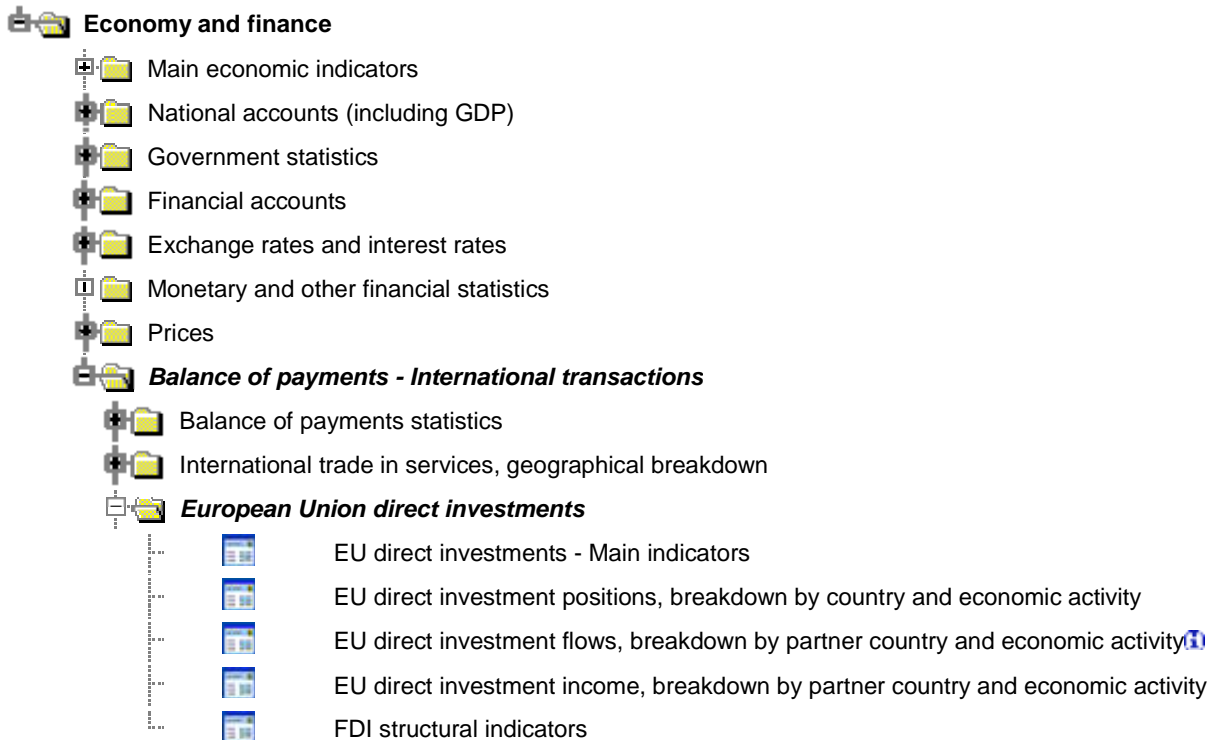 Economy and finance
Main economic indicators
National accounts (including GDP)
Government statistics
Financial accounts
Exchange rates and interest rates
Monetary and other financial statistics
Prices
Balance of payments - International transactions
Balance of payments statistics
International trade in services, geographical breakdown
European Union direct investments
EU direct investments - Main indicators
EU direct investment positions, breakdown by country and economic activity
EU direct investment flows, breakdown by partner country and economic activity
EU direct investment income, breakdown by partner country and economic activity
FDI structural indicators